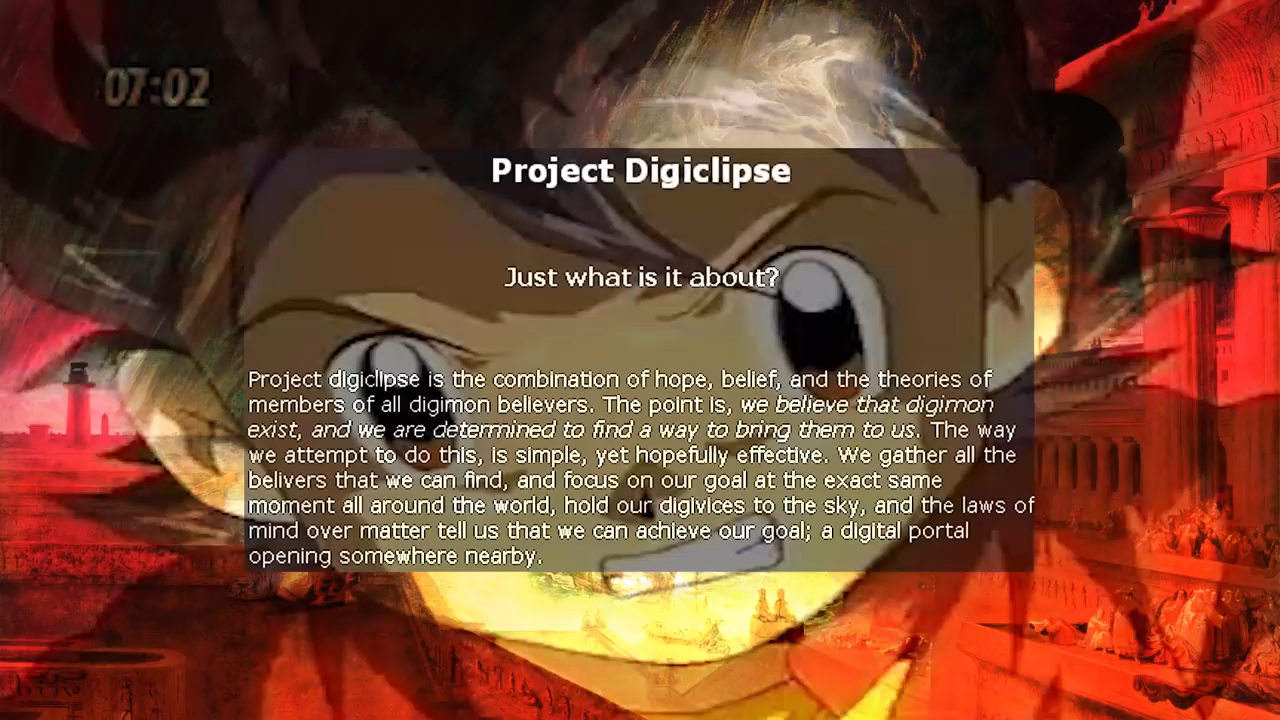 07:02
Project Digiclipse
Just what is it about?
Project digiclipse is the combination of hope, belief, and the theories of
members of all digimon believers. The point is, we believe that digimon
exist, and we are determined to find a way to bring them to us. The way
we attempt to do this, is simple, yet hopefully effective. We gather all the
belivers that we can find, and focus on our goal at the exact same
moment all around the world, hold our digivices to the sky, and the laws of
mind over matter tell us that we can achieve our goal; a digital portal
opening somewhere nearby.